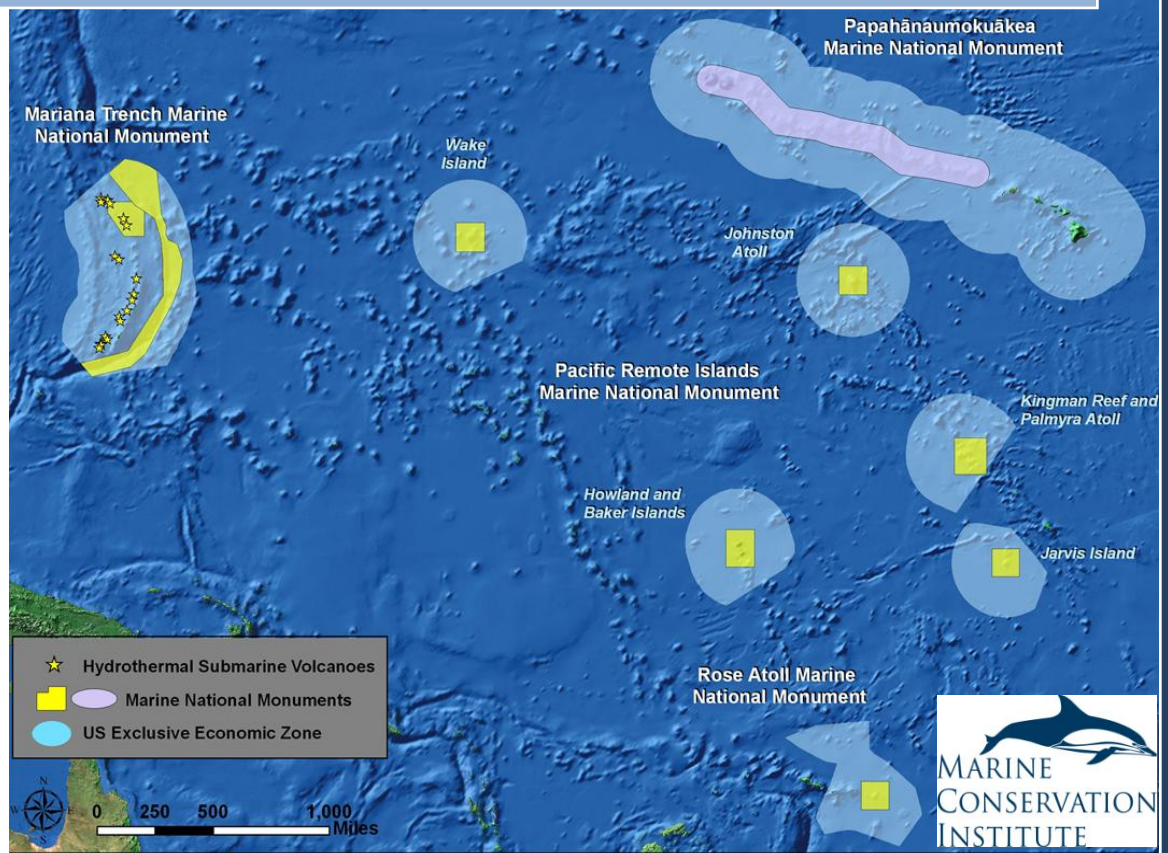 Papahānaumokuākea
Marine National Monument
Mariana Trench Marine
National Monument
Wake
Island
Johnston
Atoll
Pacific Remote Islands
Marine National Monument
Kingman Reef and
Palmyra Atoll
Howland and
Baker Islands
Jarvis Island
Rose Atoll Marine
National Monument
Hydrothermal Submarine Volcanoes
Marine National Monuments
US Exclusive Economic Zone
N
W E
S
0 250 500 1,000
Miles
MARINE
CONSERVATION
INSTITUTE